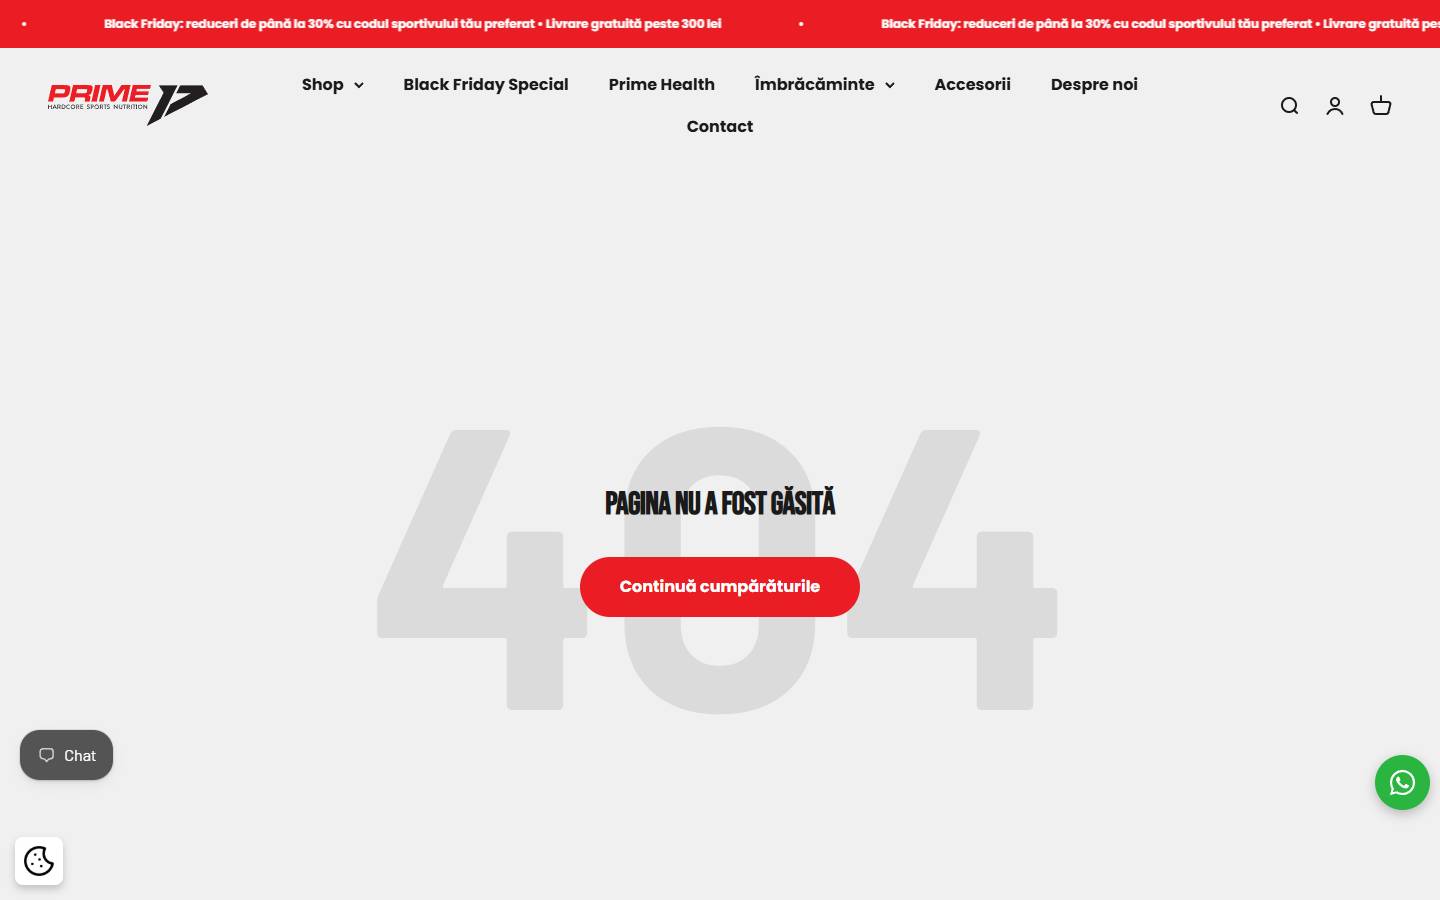 Black Friday: reduceri de până la 30% cu codul sportivului tău preferat • Livrare gratuită peste 300 lei • Black Friday: reduceri de până la 30% cu codul sportivului tău preferat • Livrare gratuită pes
PRIME
HARDCORE SPORTS NUTRITION
Shop Black Friday Special Prime Health Îmbrăcăminte Accesorii Despre noi
Contact
404
PAGINA NU A FOST GĂSITĂ
Continuă cumpărăturile
Chat